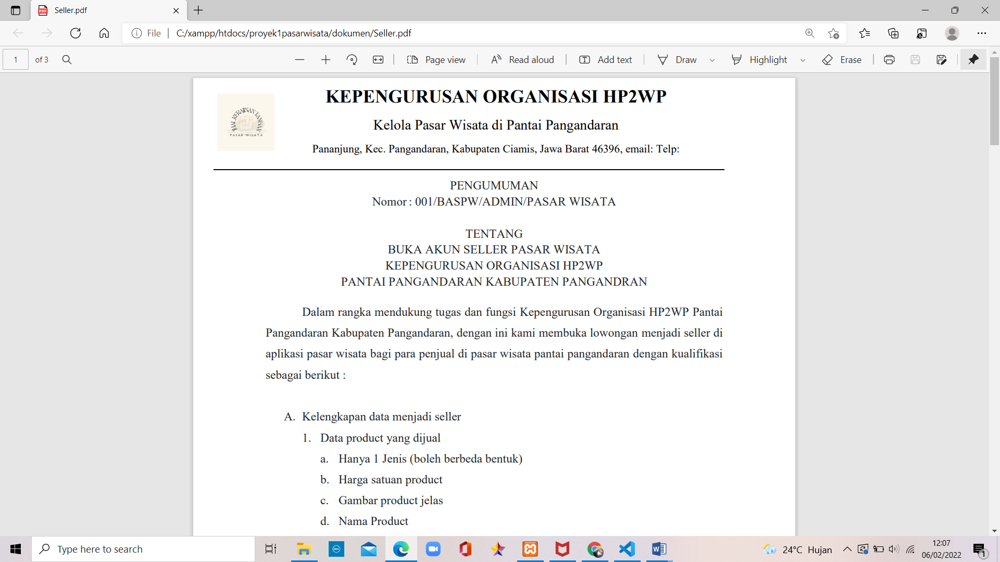 Seller.pdf
File
C:/xampp/htdocs/proyek1pasarwisata/dokumen/Seller.pdf
1 of 3
Page view
Read aloud
Add text
Draw
Highlight
Erase
KEPENGURUSAN ORGANISASI HP2WP
Kelola Pasar Wisata di Pantai Pangandaran
Pananjung, Kec. Pangandaran, Kabupaten Ciamis, Jawa Barat 46396, email: Telp:
PASAR WISATA
PENGUMUMAN
Nomor : 001/BASPW/ADMIN/PASAR WISATA
TENTANG
BUKA AKUN SELLER PASAR WISATA
KEPENGURUSAN ORGANISASI HP2WP
PANTAI PANGANDARAN KABUPATEN PANGANDRAN
Dalam rangka mendukung tugas dan fungsi Kepengurusan Organisasi HP2WP Pantai
Pangandaran Kabupaten Pangandaran, dengan ini kami membuka lowongan menjadi seller di
aplikasi pasar wisata bagi para penjual di pasar wisata pantai pangandaran dengan kualifikasi
sebagai berikut :
A. Kelengkapan data menjadi seller
1. Data product yang dijual
a. Hanya 1 Jenis (boleh berbeda bentuk)
b. Harga satuan product
c. Gambar product jelas
d. Nama Product
Type here to search
24°C Hujan
12:07
06/02/2022
1